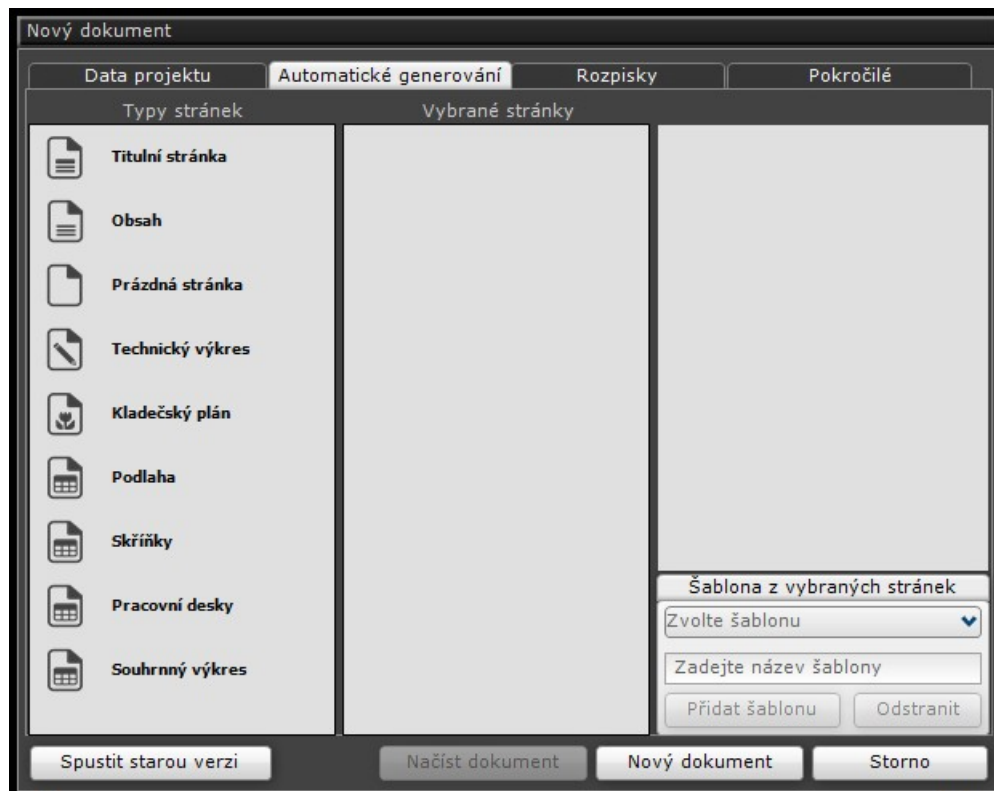 Nový dokument
Data projektu
Automatické generování
Rozpisky
Pokročilé
Typy stránek
Vybrané stránky
Titulní stránka
Obsah
Prázdná stránka
Technický výkres
Kladečský plán
Podlaha
Skříňky
Pracovní desky
Souhrnný výkres
Šablona z vybraných stránek
Zvolte šablonu
Zadejte název šablony
Přidat šablonu
Odstranit
Spustit starou verzi
Načíst dokument
Nový dokument
Storno